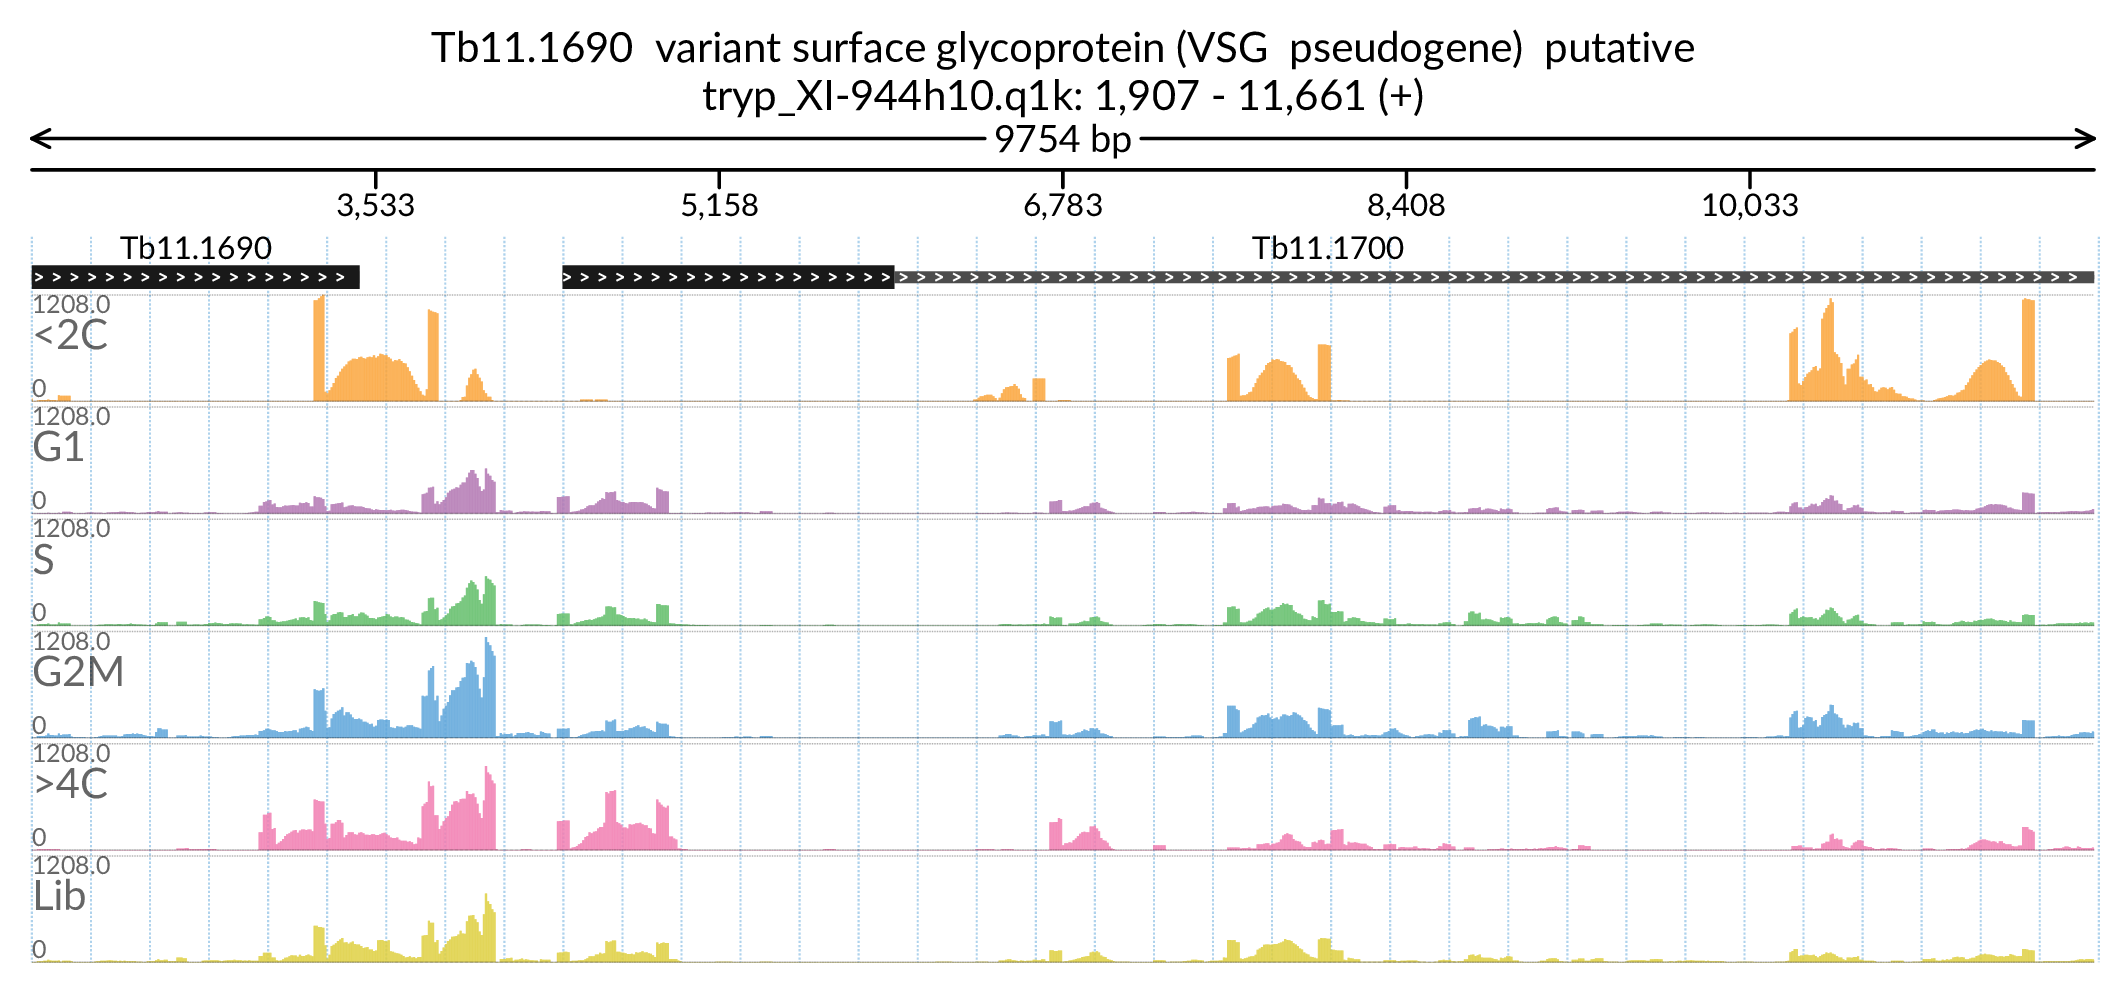 Tb11.1690 variant surface glycoprotein (VSG pseudogene) putative
tryp_XI-944h10.q1k: 1,907 - 11,661 (+)
9754 bp
3,533 5,158 6,783 8,408 10,033
Tb11.1690 Tb11.1700
1208.0
<2C
0
1208.0
G1
0
1208.0
S
0
1208.0
G2M
0
1208.0
>4C
0
1208.0
Lib
0